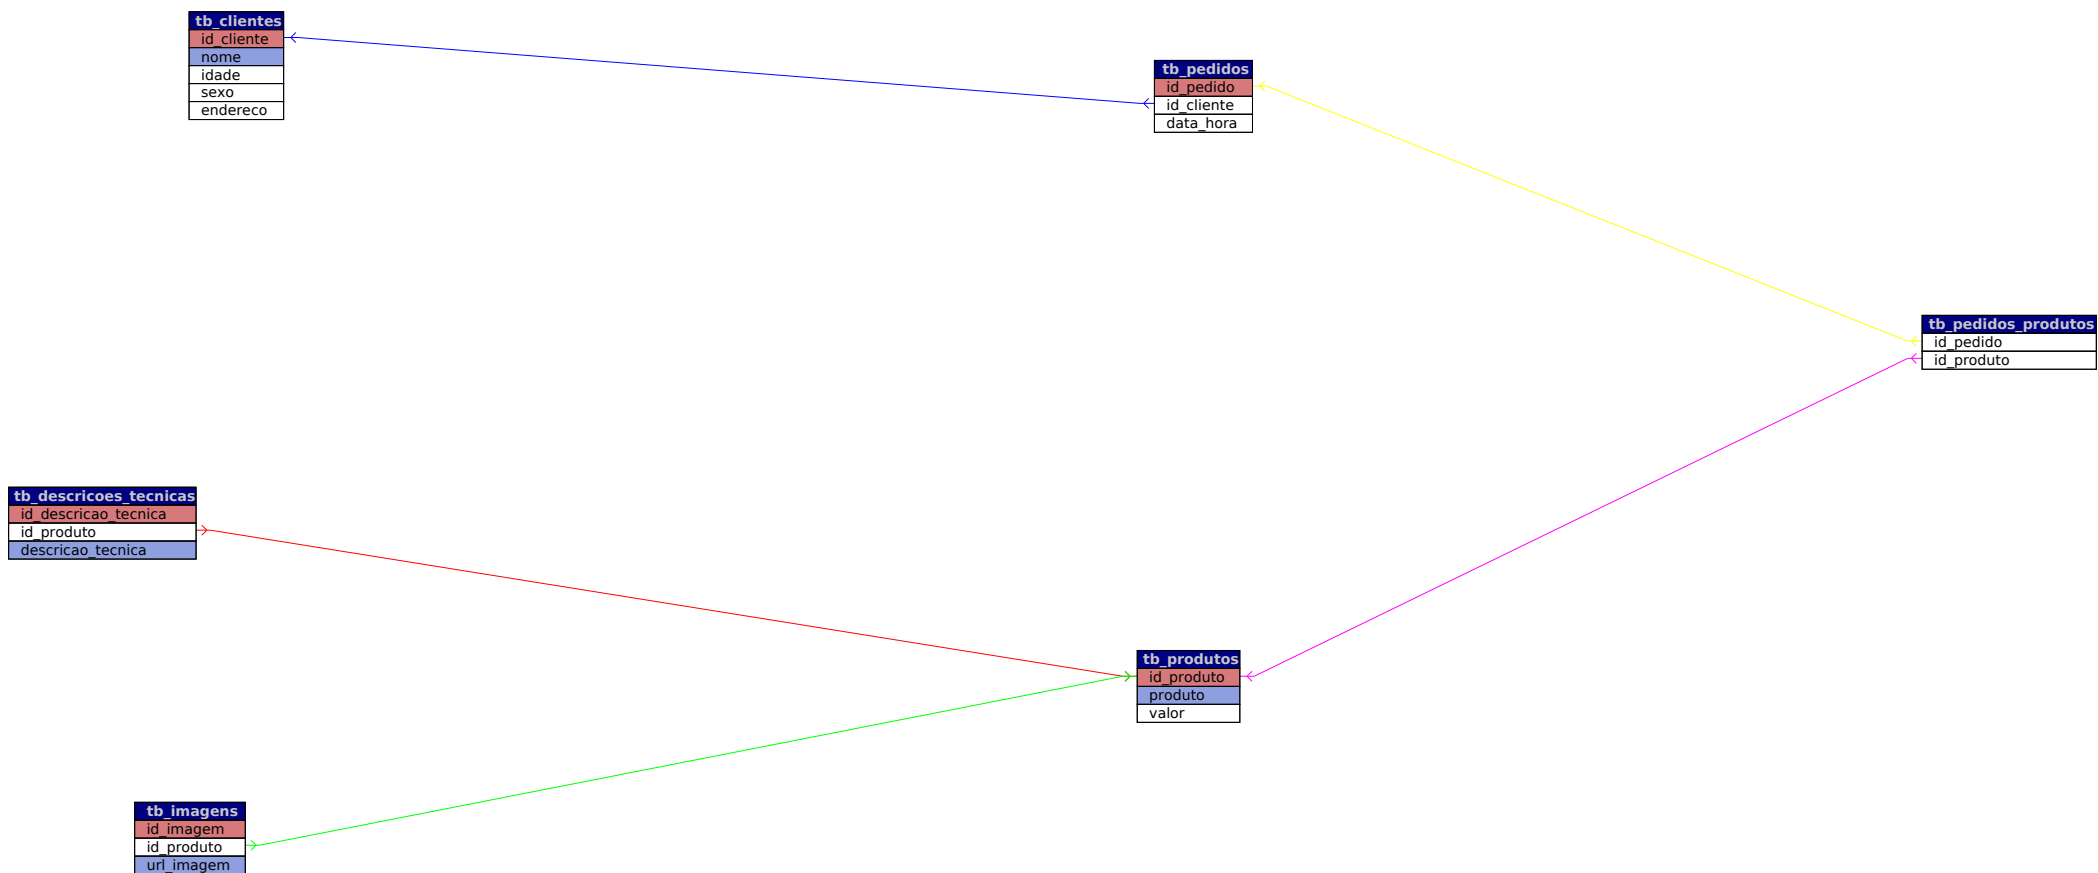 tb_clientes
id_cliente
nome
idade
sexo
endereco
tb_pedidos
id_pedido
id_cliente
data_hora
tb_pedidos_produtos
id_pedido
id_produto
tb_descricoes_tecnicas
id_descricao_tecnica
id_produto
descricao_tecnica
tb_produtos
id_produto
produto
valor
tb_imagens
id_imagem
id_produto
url_imagem